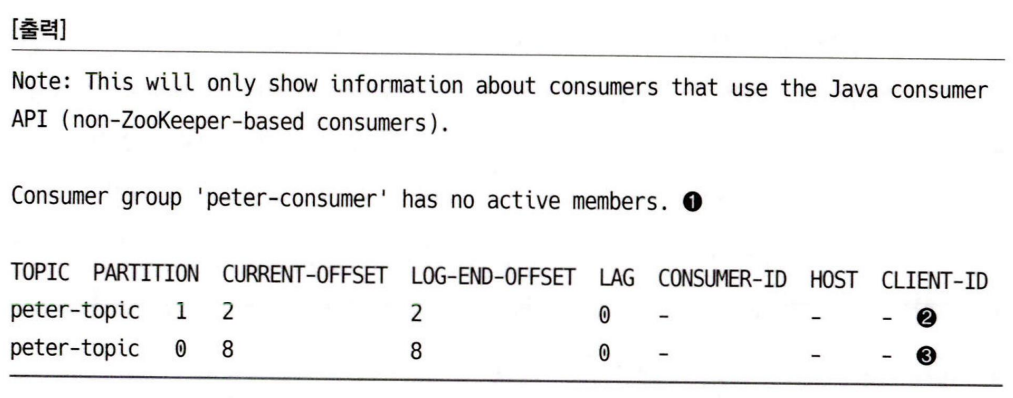 [출력]
Note: This will only show information about consumers that use the Java consumer
API (non-ZooKeeper-based consumers).
Consumer group 'peter-consumer' has no active members. ❶
TOPIC PARTITION CURRENT-OFFSET LOG-END-OFFSET LAG CONSUMER-ID HOST CLIENT-ID
peter-topic 1 2 2 0 - - - ❷
peter-topic 0 8 8 0 - - - ❸